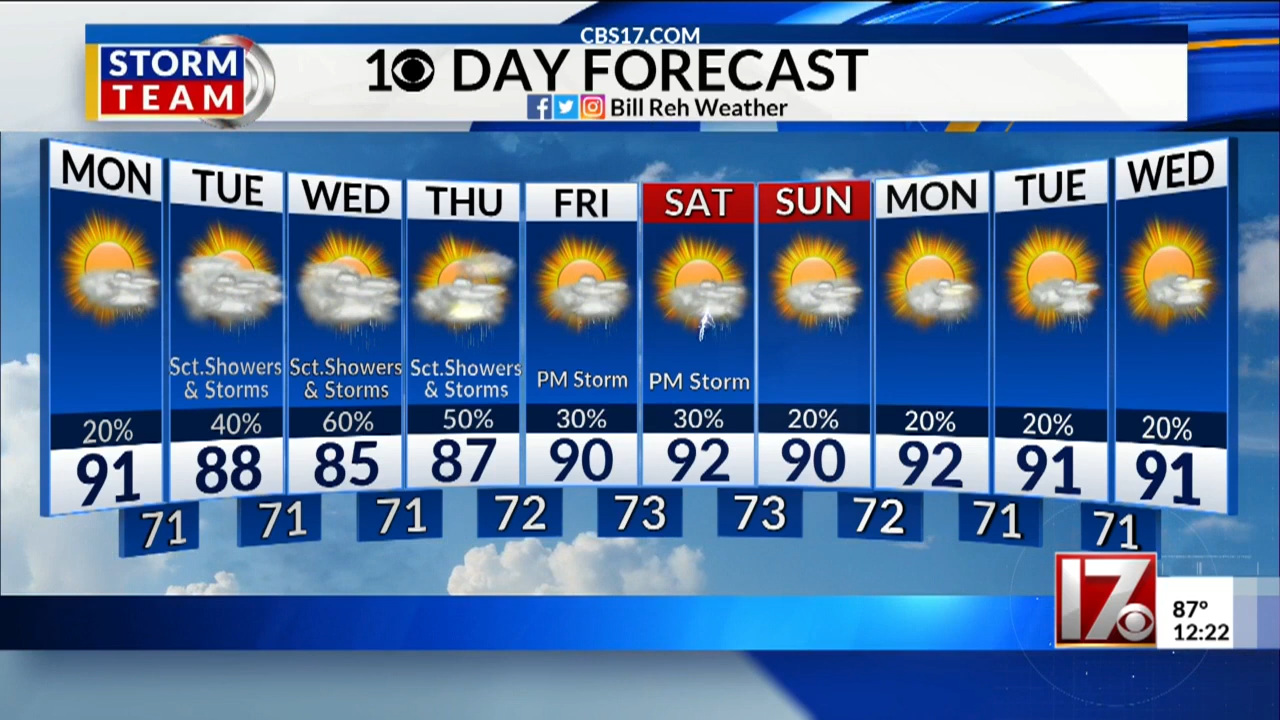 CBS17.COM
STORM
TEAM
10 DAY FORECAST
Bill Reh Weather
MON TUE WED THU FRI SAT SUN MON TUE WED
Sct.Showers Sct.Showers Sct.Showers
& Storms & Storms & Storms PM Storm PM Storm
20% 40% 60% 50% 30% 30% 20% 20% 20% 20%
91 88 85 87 90 92 90 92 91 91
71 71 71 72 73 73 72 71 71
17
87°
12:22